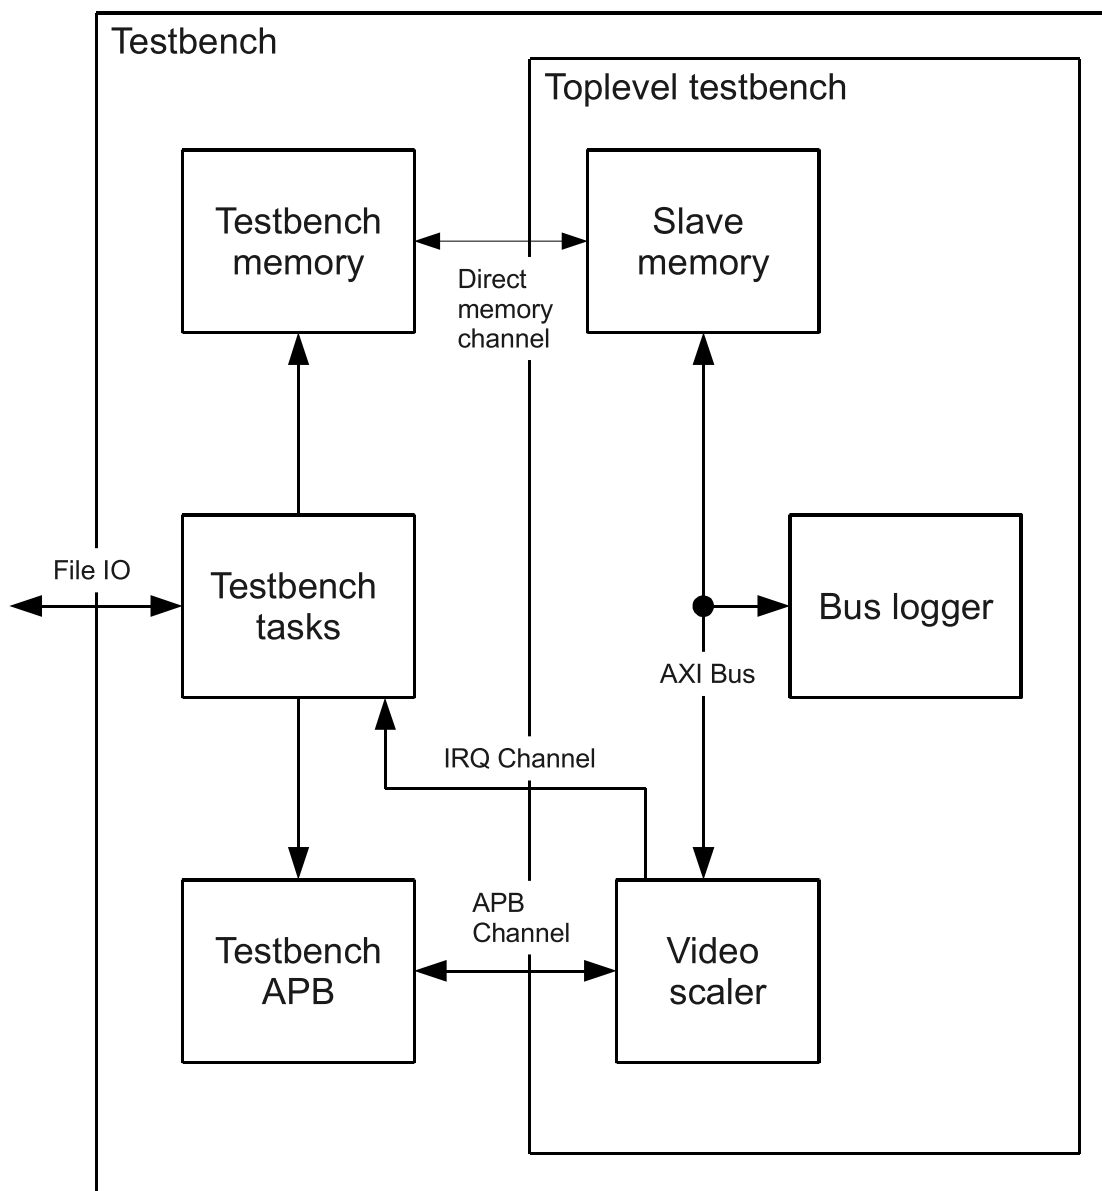 Testbench
Toplevel testbench
Testbench
memory
Slave
memory
Direct
memory
channel
File IO
Testbench
tasks
Bus logger
AXI Bus
IRQ Channel
APB
Channel
Testbench
APB
Video
scaler